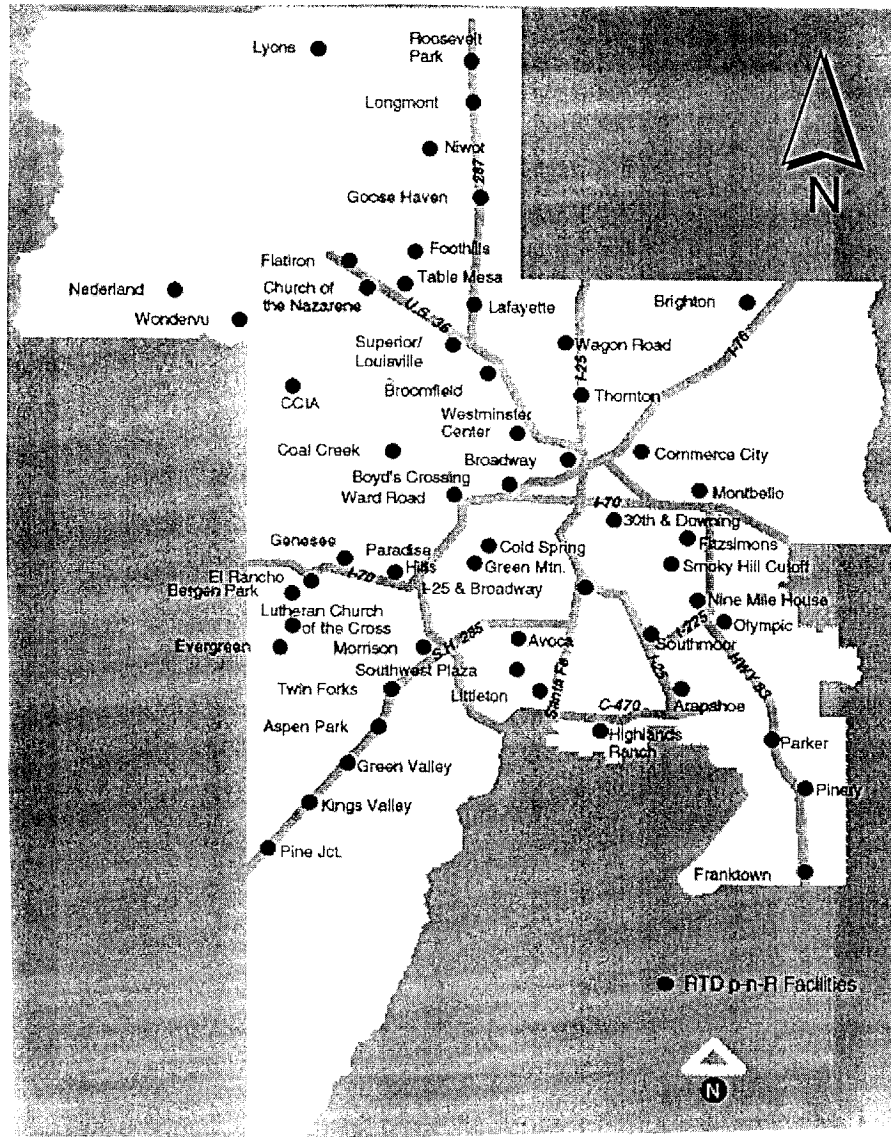 Lyons
Roosevelt
Park
Longmont
Niwot
287
N
Goose Haven
Foothills
Flatiron
Table Mesa
Nederland
Church of
the Nazarene
Lafayette
Brighton
Wondervu
U.S. 36
Superior/
Louisville
Wagon Road
I-76
I-25
Broomfield
CCIA
Thornton
Westminster
Center
Coal Creek
Broadway
Commerce City
Boyd's Crossing
Ward Road
Montbello
I-70
30th & Downing
Genesee
Paradise
Hills
Cold Spring
Fitzsimons
Green Mtn.
Smoky Hill Cutoff
El Rancho
I-70
I-25 & Broadway
Bergen Park
Nine Mile House
Lutheran Church
of the Cross
I-225
Olympic
Evergreen
Morrison
S.H. 285
Avoca
Southmoor
Southwest Plaza
I-25
HWY 83
Twin Forks
Littleton
Santa Fe
C-470
Arapahoe
Aspen Park
Highlands
Ranch
Parker
Green Valley
Pinery
Kings Valley
Pine Jct.
Franktown
RTD p-n-R Facilities
N